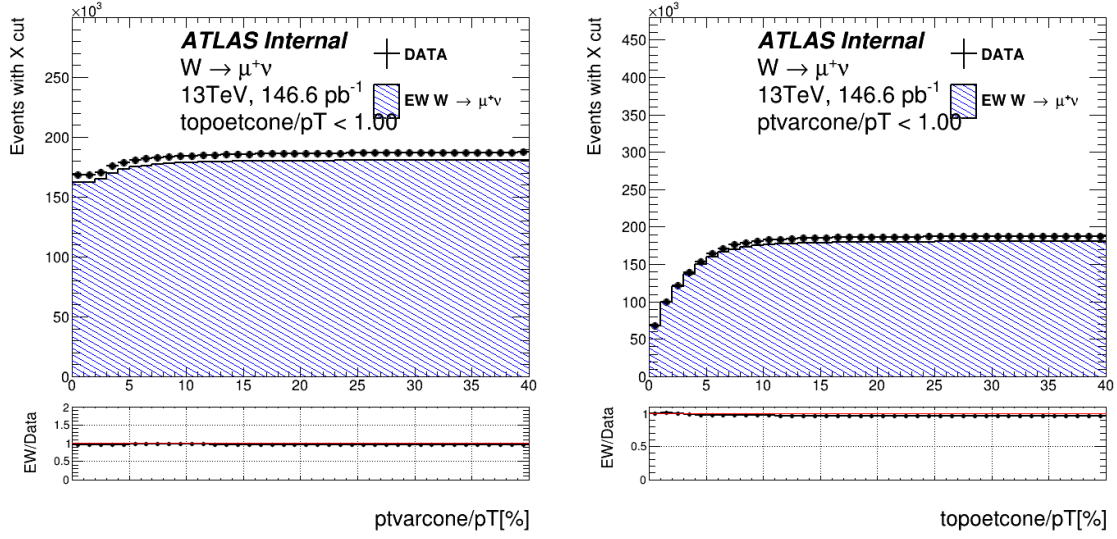 ×10³
Events with X cut
ATLAS Internal
W → μ⁺ν
13TeV, 146.6 pb⁻¹
topoetcone/pT < 1.00
DATA
EW W → μ⁺ν
250
200
150
100
50
0
0 5 10 15 20 25 30 35 40
EW/Data
2
1.5
1
0.5
0
ptvarcone/pT[%]
×10³
Events with X cut
ATLAS Internal
W → μ⁺ν
13TeV, 146.6 pb⁻¹
ptvarcone/pT < 1.00
DATA
EW W → μ⁺ν
450
400
350
300
250
200
150
100
50
0
0 5 10 15 20 25 30 35 40
EW/Data
1
0.5
0
topoetcone/pT[%]